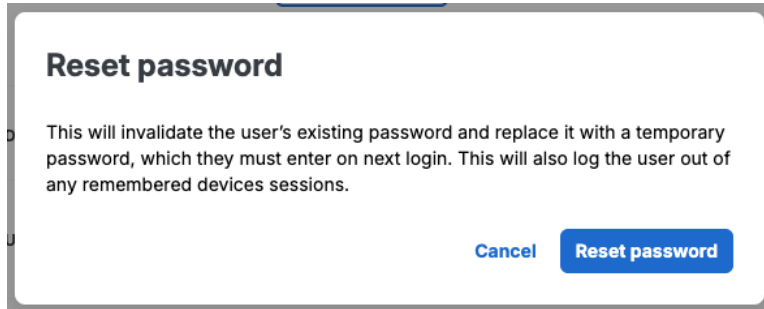 Reset password
This will invalidate the user’s existing password and replace it with a temporary
password, which they must enter on next login. This will also log the user out of
any remembered devices sessions.
Cancel
Reset password